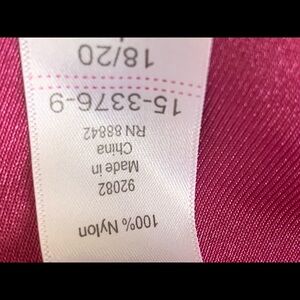 100% Nylon
92082
Made in
China
RN 88842
15-3376-9
18/20